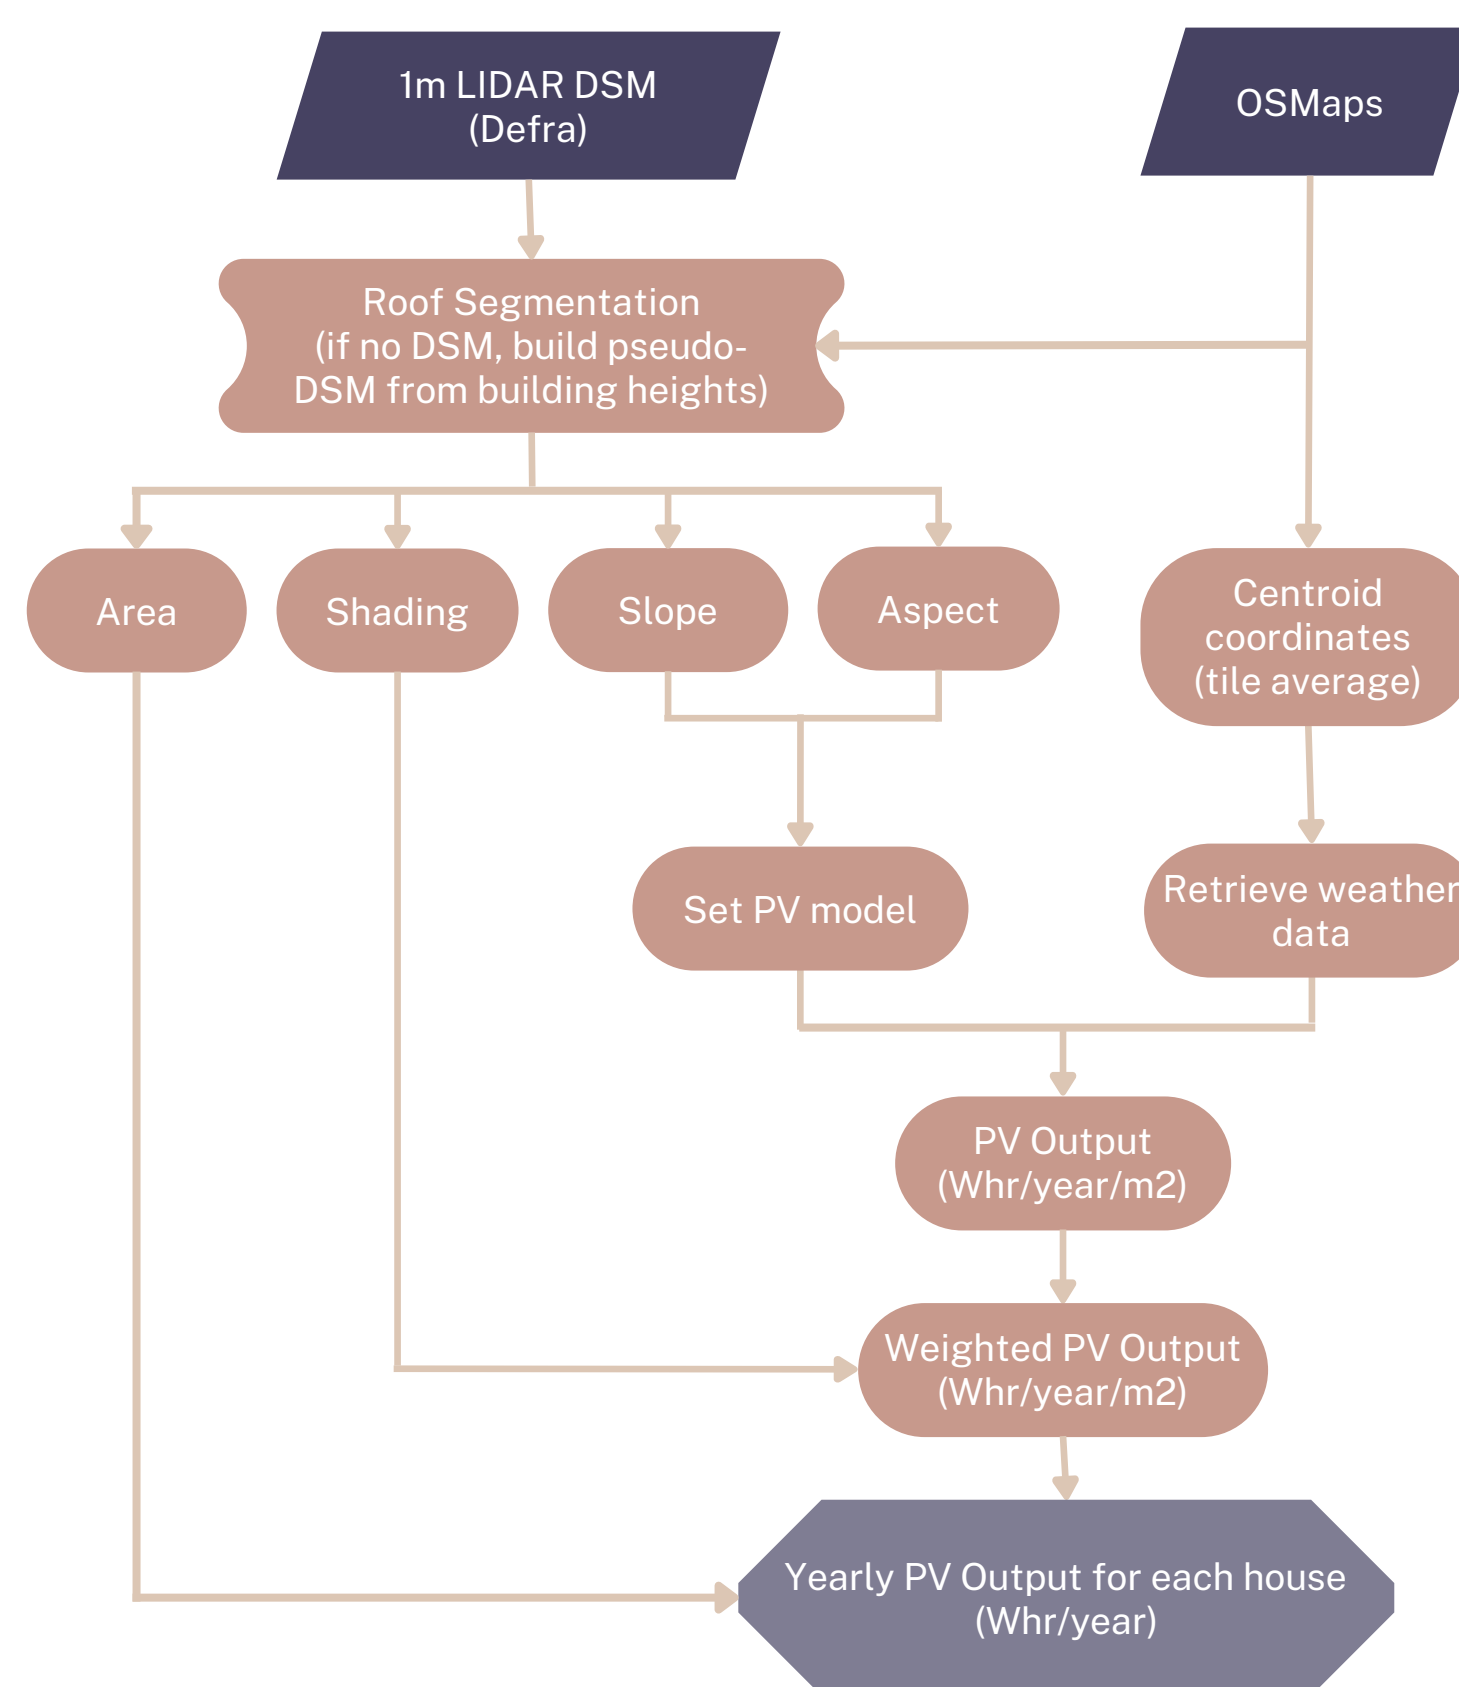 1m LIDAR DSM
(Defra)
OSMaps
Roof Segmentation
(if no DSM, build pseudo-
DSM from building heights)
Area
Shading
Slope
Aspect
Centroid
coordinates
(tile average)
Set PV model
Retrieve weather
data
PV Output
(Whr/year/m2)
Weighted PV Output
(Whr/year/m2)
Yearly PV Output for each house
(Whr/year)